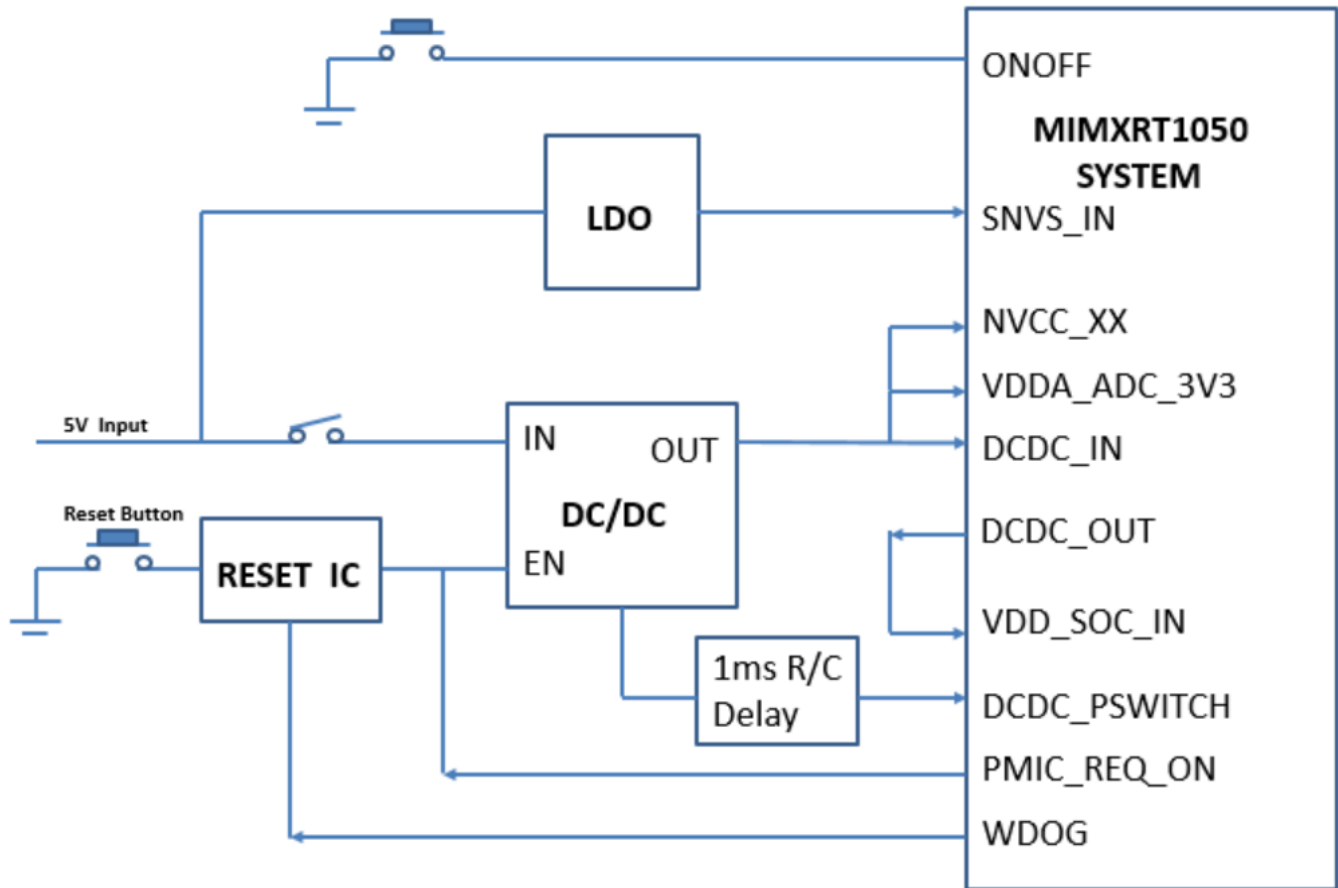 ONOFF
MIMXRT1050
SYSTEM
LDO
SNVS_IN
NVCC_XX
VDDA_ADC_3V3
5V Input
IN
OUT
DCDC_IN
DC/DC
Reset Button
RESET IC
EN
DCDC_OUT
VDD_SOC_IN
1ms R/C
Delay
DCDC_PSWITCH
PMIC_REQ_ON
WDOG